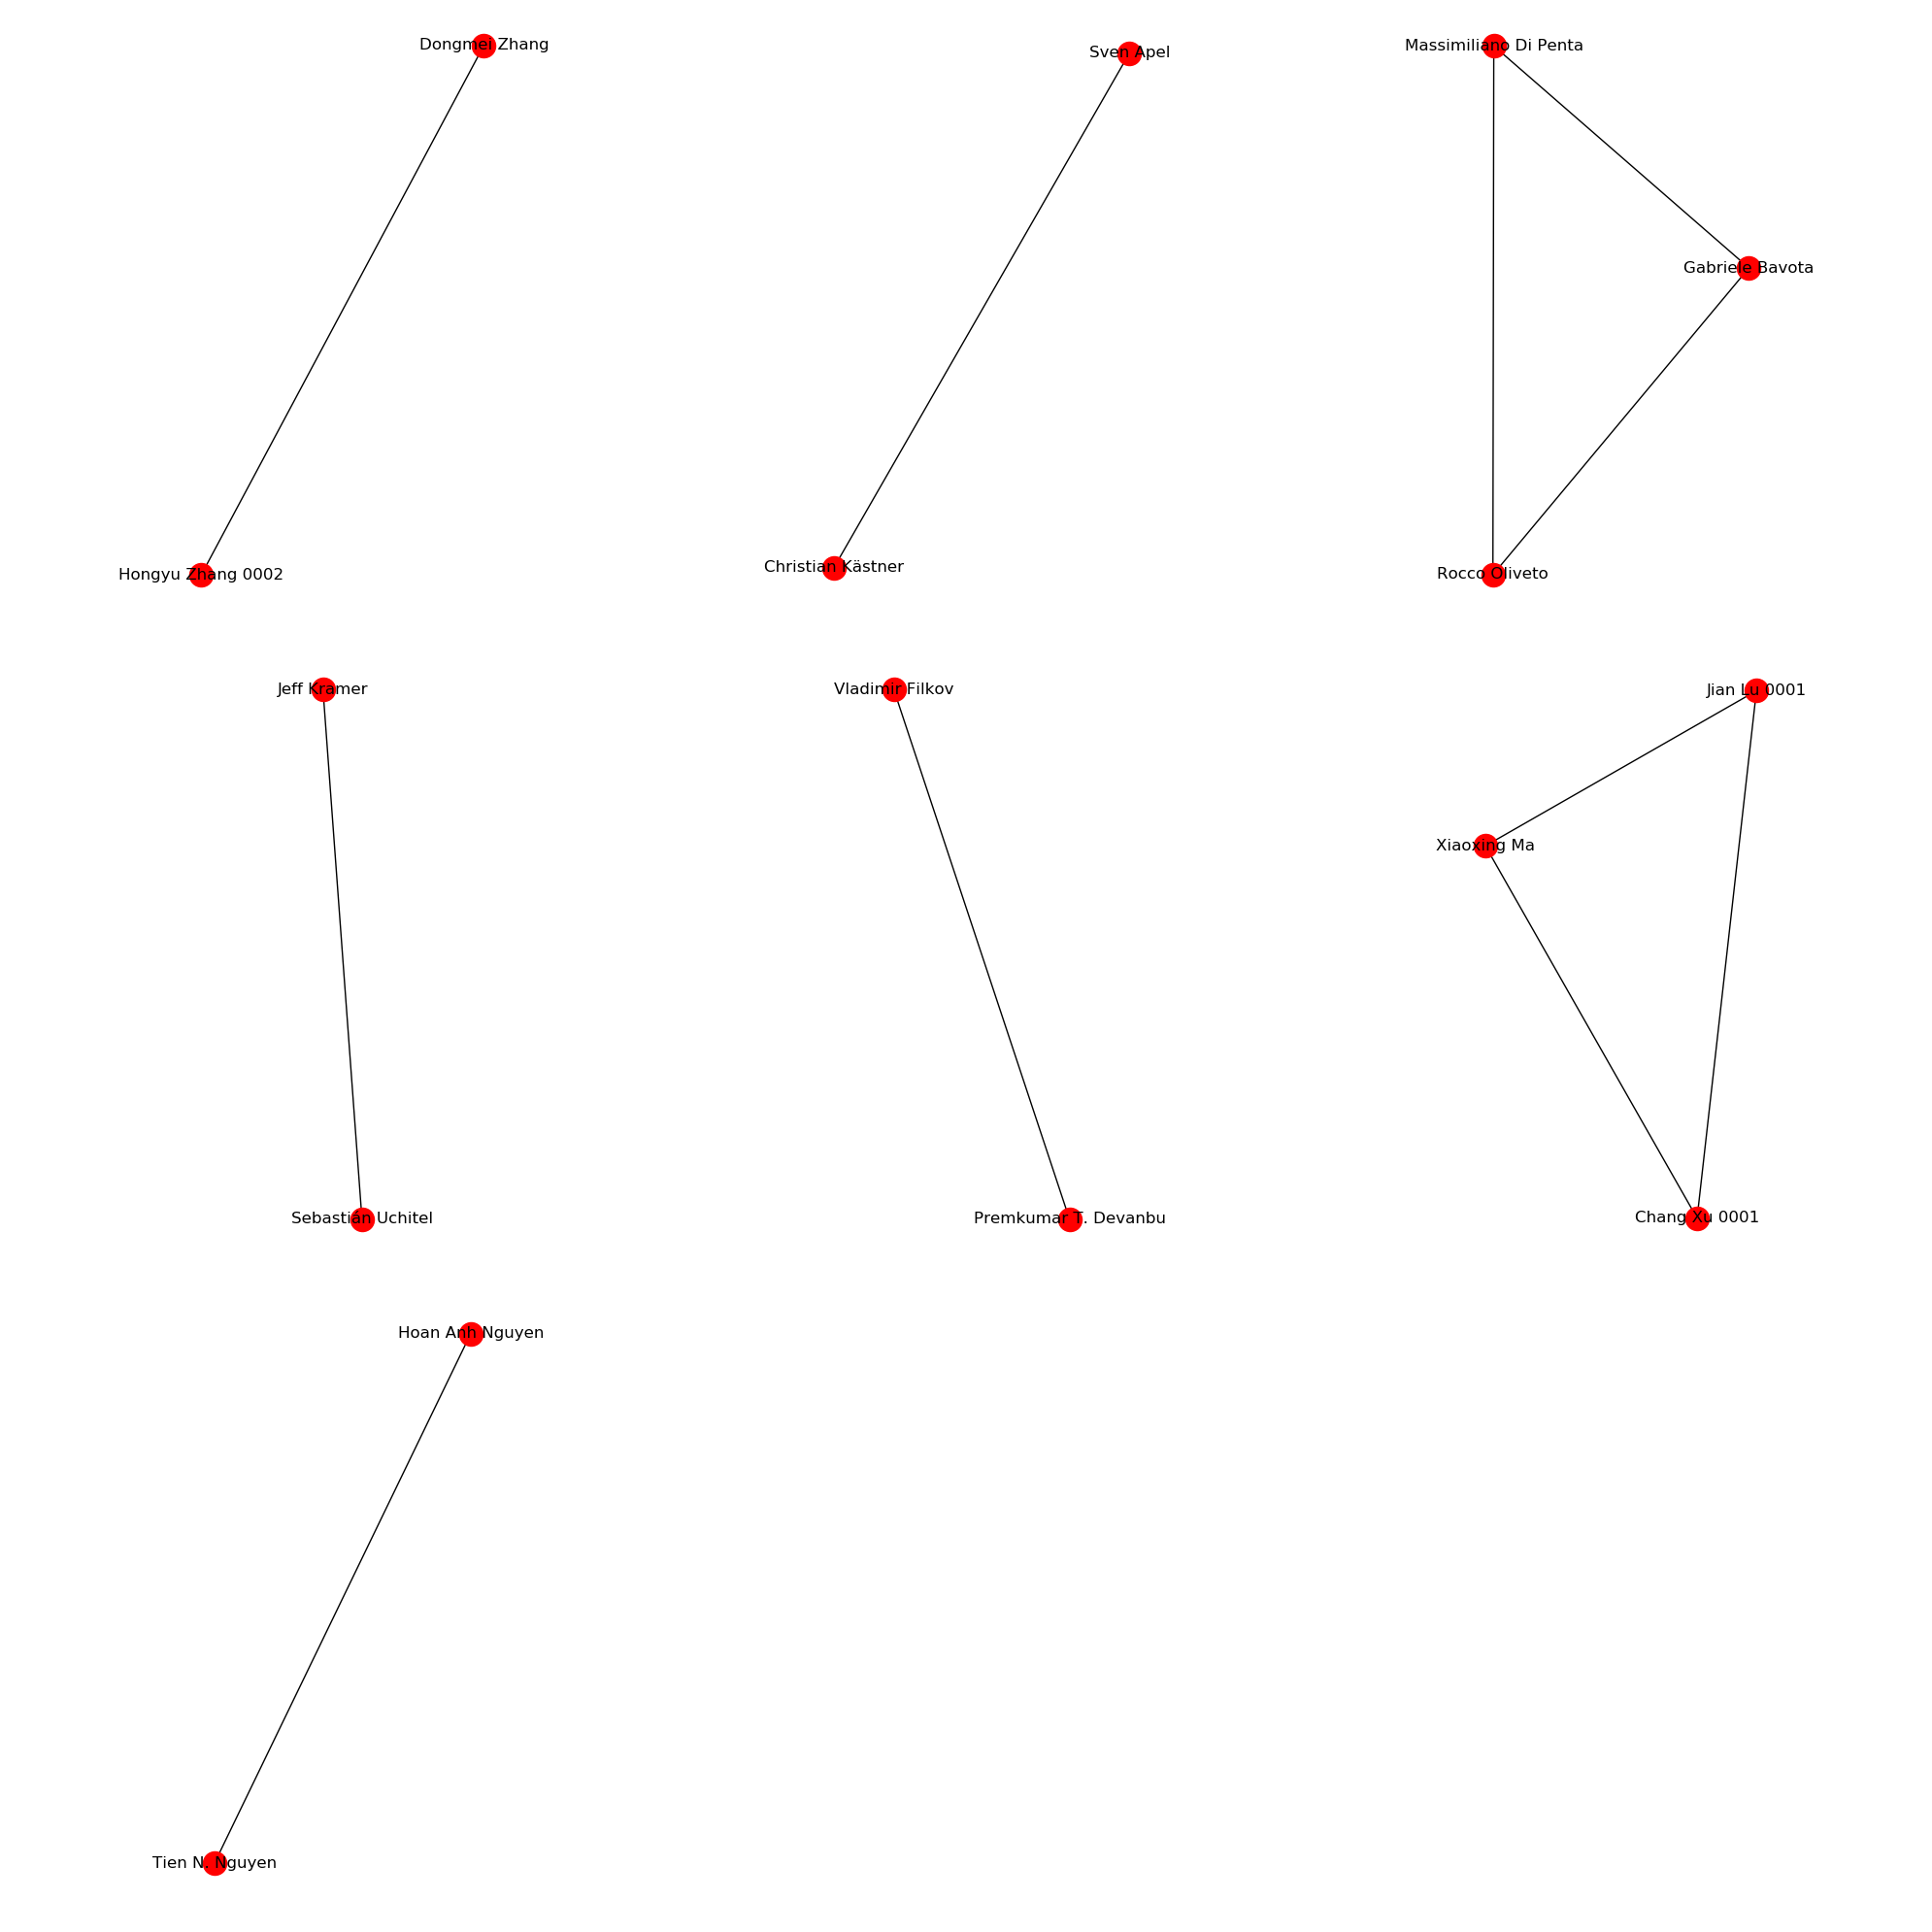 Dongmei Zhang
Hongyu Zhang 0002
Sven Apel
Christian Kästner
Massimiliano Di Penta
Gabriele Bavota
Rocco Oliveto
Jeff Kramer
Sebastián Uchitel
Vladimir Filkov
Premkumar T. Devanbu
Jian Lu 0001
Xiaoxing Ma
Chang Xu 0001
Hoan Anh Nguyen
Tien N. Nguyen